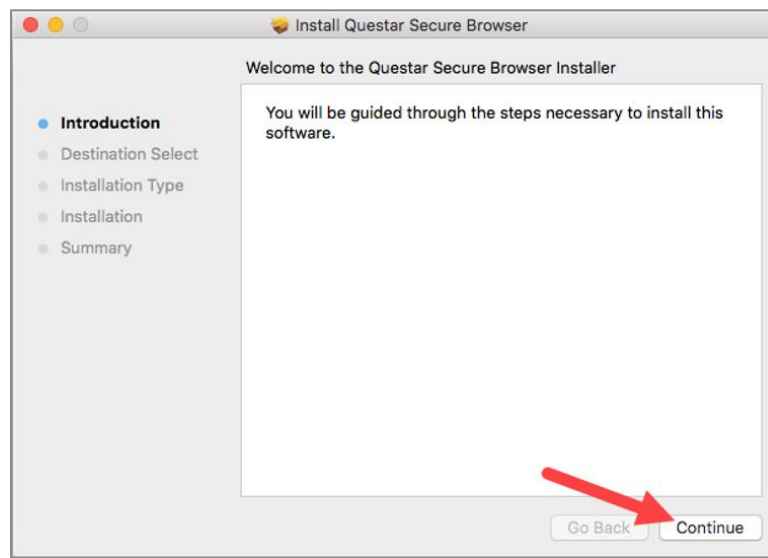 Install Questar Secure Browser
Welcome to the Questar Secure Browser Installer
Introduction
Destination Select
Installation Type
Installation
Summary
You will be guided through the steps necessary to install this
software.
Go Back
Continue